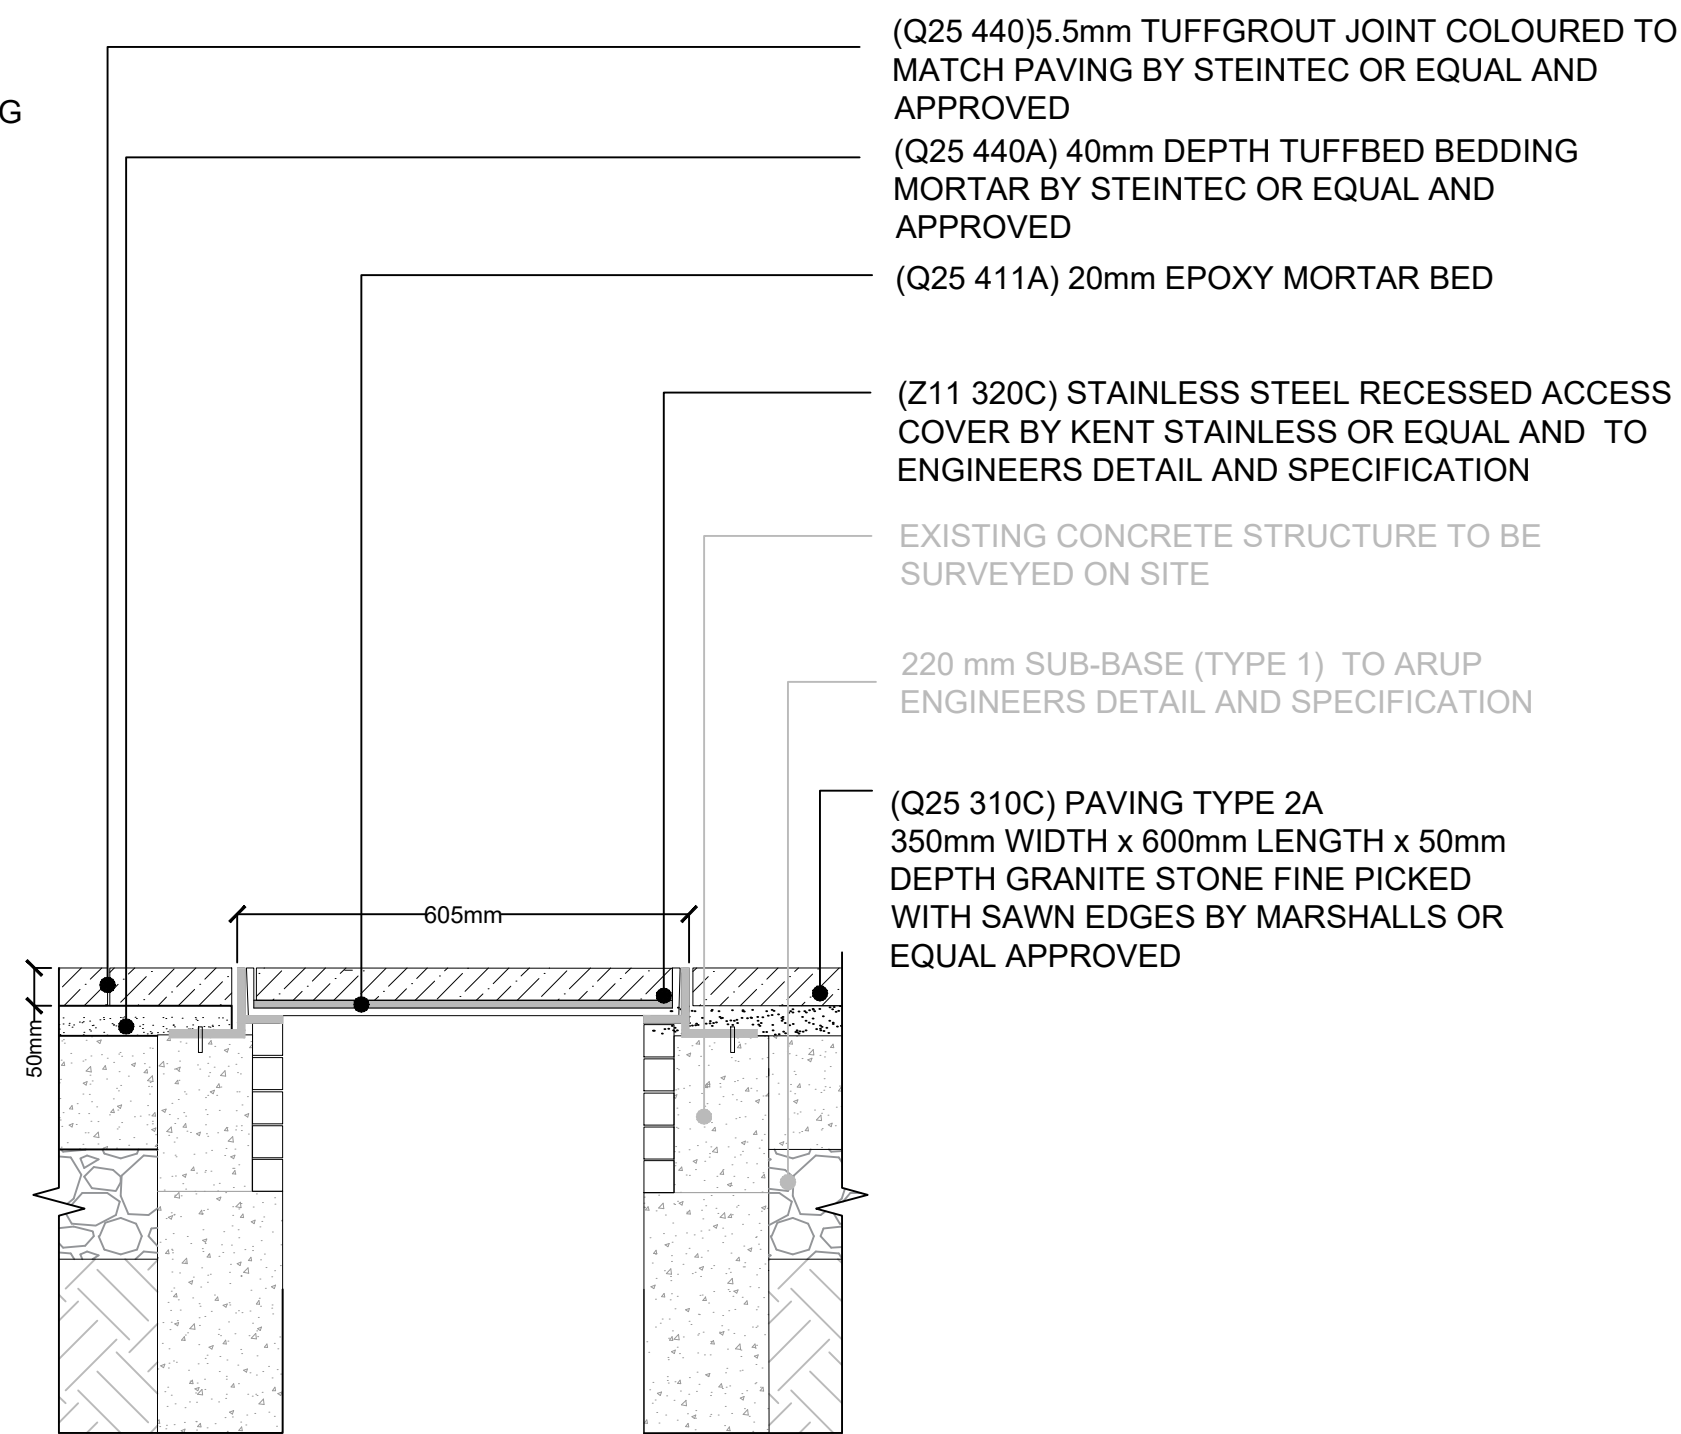 (Q25 440)5.5mm TUFFGROUT JOINT COLOURED TO
MATCH PAVING BY STEINTEC OR EQUAL AND
APPROVED
G
(Q25 440A) 40mm DEPTH TUFFBED BEDDING
MORTAR BY STEINTEC OR EQUAL AND
APPROVED
(Q25 411A) 20mm EPOXY MORTAR BED
(Z11 320C) STAINLESS STEEL RECESSED ACCESS
COVER BY KENT STAINLESS OR EQUAL AND  TO
ENGINEERS DETAIL AND SPECIFICATION
EXISTING CONCRETE STRUCTURE TO BE
SURVEYED ON SITE
220 mm SUB-BASE (TYPE 1)  TO ARUP
ENGINEERS DETAIL AND SPECIFICATION
(Q25 310C) PAVING TYPE 2A
350mm WIDTH x 600mm LENGTH x 50mm
DEPTH GRANITE STONE FINE PICKED
WITH SAWN EDGES BY MARSHALLS OR
EQUAL APPROVED
605mm
50mm